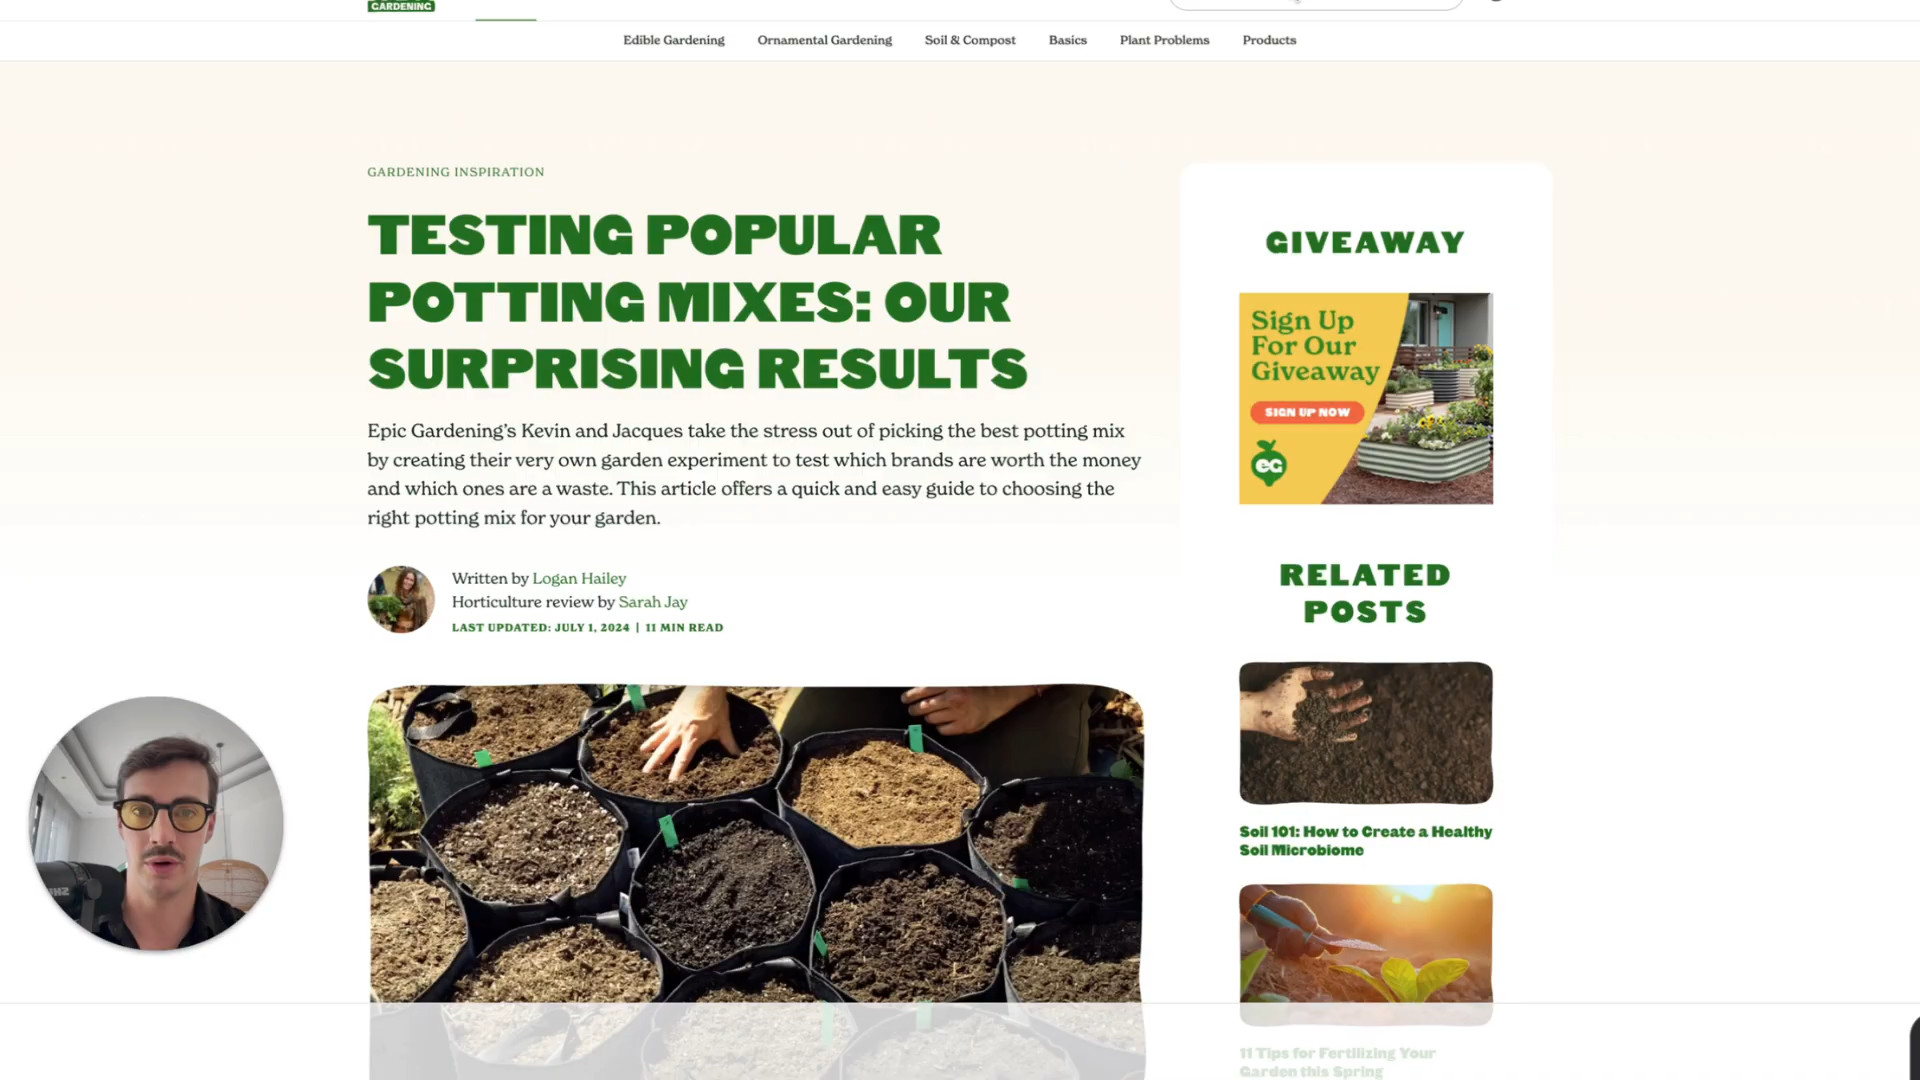 GARDENING
Edible Gardening
Ornamental Gardening
Soil & Compost
Basics
Plant Problems
Products
GARDENING INSPIRATION
TESTING POPULAR
POTTING MIXES: OUR
SURPRISING RESULTS
Epic Gardening’s Kevin and Jacques take the stress out of picking the best potting mix
by creating their very own garden experiment to test which brands are worth the money
and which ones are a waste. This article offers a quick and easy guide to choosing the
right potting mix for your garden.
Written by Logan Hailey
Horticulture review by Sarah Jay
LAST UPDATED: JULY 1, 2024 | 11 MIN READ
GIVEAWAY
Sign Up
For Our
Giveaway
SIGN UP NOW
eG
RELATED
POSTS
Soil 101: How to Create a Healthy
Soil Microbiome
11 Tips for Fertilizing Your
Garden this Spring